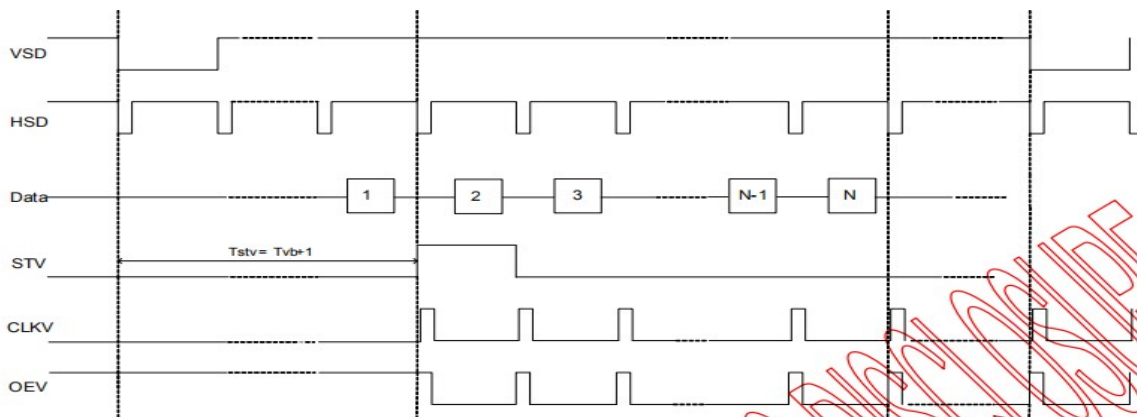 VSD
HSD
Data 1 2 3 N-1 N
STV Tstv= Tvb+1
CLKV
OEV